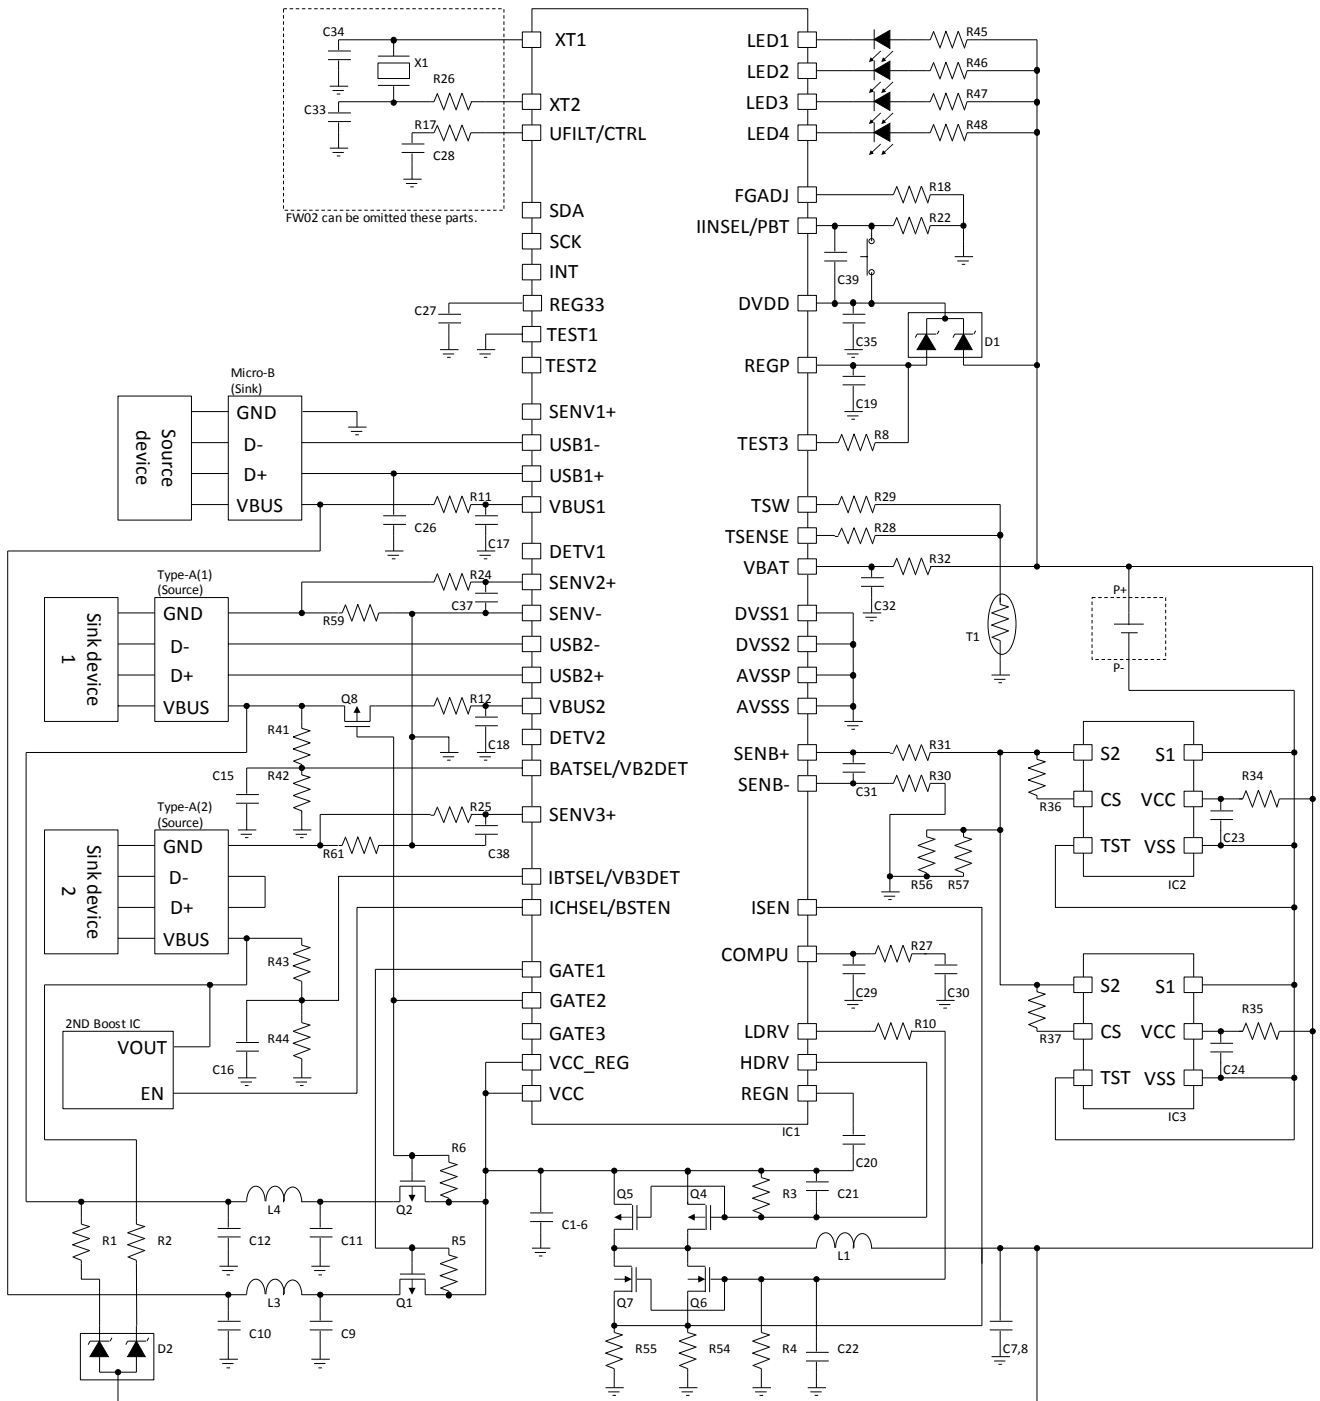 C34
XT1
LED1
R45
X1
R26
LED2
R46
C33
XT2
LED3
R47
R17
C28
UFILT/CTRL
LED4
R48
FW02 can be omitted these parts.
SDA
FGADJ
R18
SCK
IINSEL/PBT
R22
INT
C39
C27
REG33
DVDD
C35
D1
TEST1
TEST2
REGP
C19
Micro-B
(Sink)
Source
device
GND
SENV1+
D-
USB1-
TEST3
R8
D+
USB1+
VBUS
R11
VBUS1
TSW
R29
C26
C17
TSENSE
R28
DETV1
VBAT
R32
C32
Type-A(1)
(Source)
R24
SENV2+
C37
P+
P-
Sink device
1
GND
R59
SENV-
DVSS1
T1
D-
USB2-
DVSS2
D+
USB2+
AVSSP
VBUS
Q8
R12
VBUS2
AVSSS
C18
R41
DETV2
SENB+
R31
S2
S1
R42
C15
BATSEL/VB2DET
SENB-
C31
R30
R36
CS
VCC
R34
C23
Type-A(2)
(Source)
R25
SENV3+
C38
TST
VSS
IC2
Sink device
2
GND
R61
R56
R57
D-
IBTSEL/VB3DET
D+
ICHSEL/BSTEN
ISEN
VBUS
R43
COMPU
R27
C29
C30
GATE1
S2
S1
GATE2
R37
CS
VCC
R35
C24
2ND Boost IC
VOUT
EN
R44
C16
GATE3
LDRV
R10
VCC_REG
HDRV
TST
VSS
IC3
VCC
REGN
IC1
C20
R6
Q5
Q4
R3
C21
L4
Q2
C1-6
R1
R2
C12
C11
R5
L1
L3
Q1
Q7
Q6
D2
C10
C9
R55
R54
R4
C22
C7,8